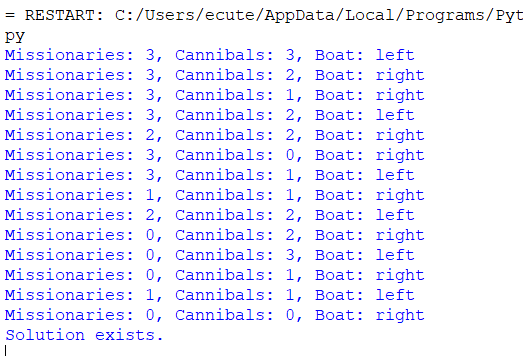 = RESTART: C:/Users/ecute/AppData/Local/Programs/Pyt
py
Missionaries: 3, Cannibals: 3, Boat: left
Missionaries: 3, Cannibals: 2, Boat: right
Missionaries: 3, Cannibals: 1, Boat: right
Missionaries: 3, Cannibals: 2, Boat: left
Missionaries: 2, Cannibals: 2, Boat: right
Missionaries: 3, Cannibals: 0, Boat: right
Missionaries: 3, Cannibals: 1, Boat: left
Missionaries: 1, Cannibals: 1, Boat: right
Missionaries: 2, Cannibals: 2, Boat: left
Missionaries: 0, Cannibals: 2, Boat: right
Missionaries: 0, Cannibals: 3, Boat: left
Missionaries: 0, Cannibals: 1, Boat: right
Missionaries: 1, Cannibals: 1, Boat: left
Missionaries: 0, Cannibals: 0, Boat: right
Solution exists.